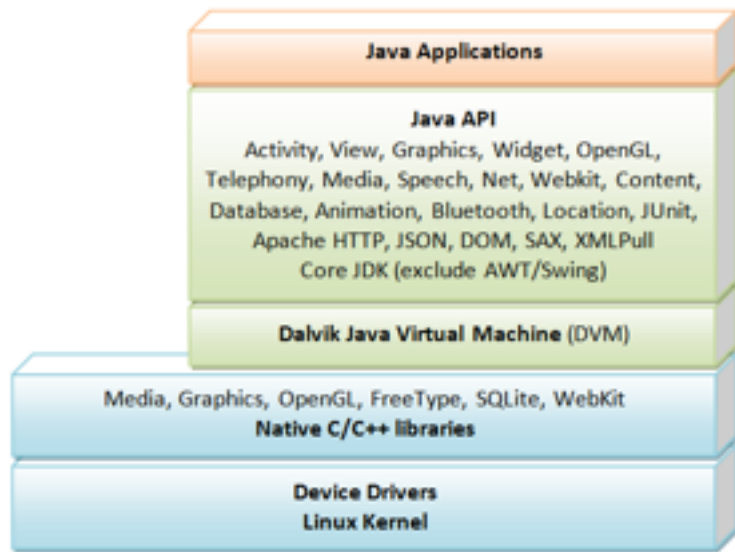 Java Applications
Java API
Activity, View, Graphics, Widget, OpenGL,
Telephony, Media, Speech, Net, Webkit, Content,
Database, Animation, Bluetooth, Location, JUnit,
Apache HTTP, JSON, DOM, SAX, XMLPull
Core JDK (exclude AWT/Swing)
Dalvik Java Virtual Machine (DVM)
Media, Graphics, OpenGL, FreeType, SQLite, WebKit
Native C/C++ libraries
Device Drivers
Linux Kernel